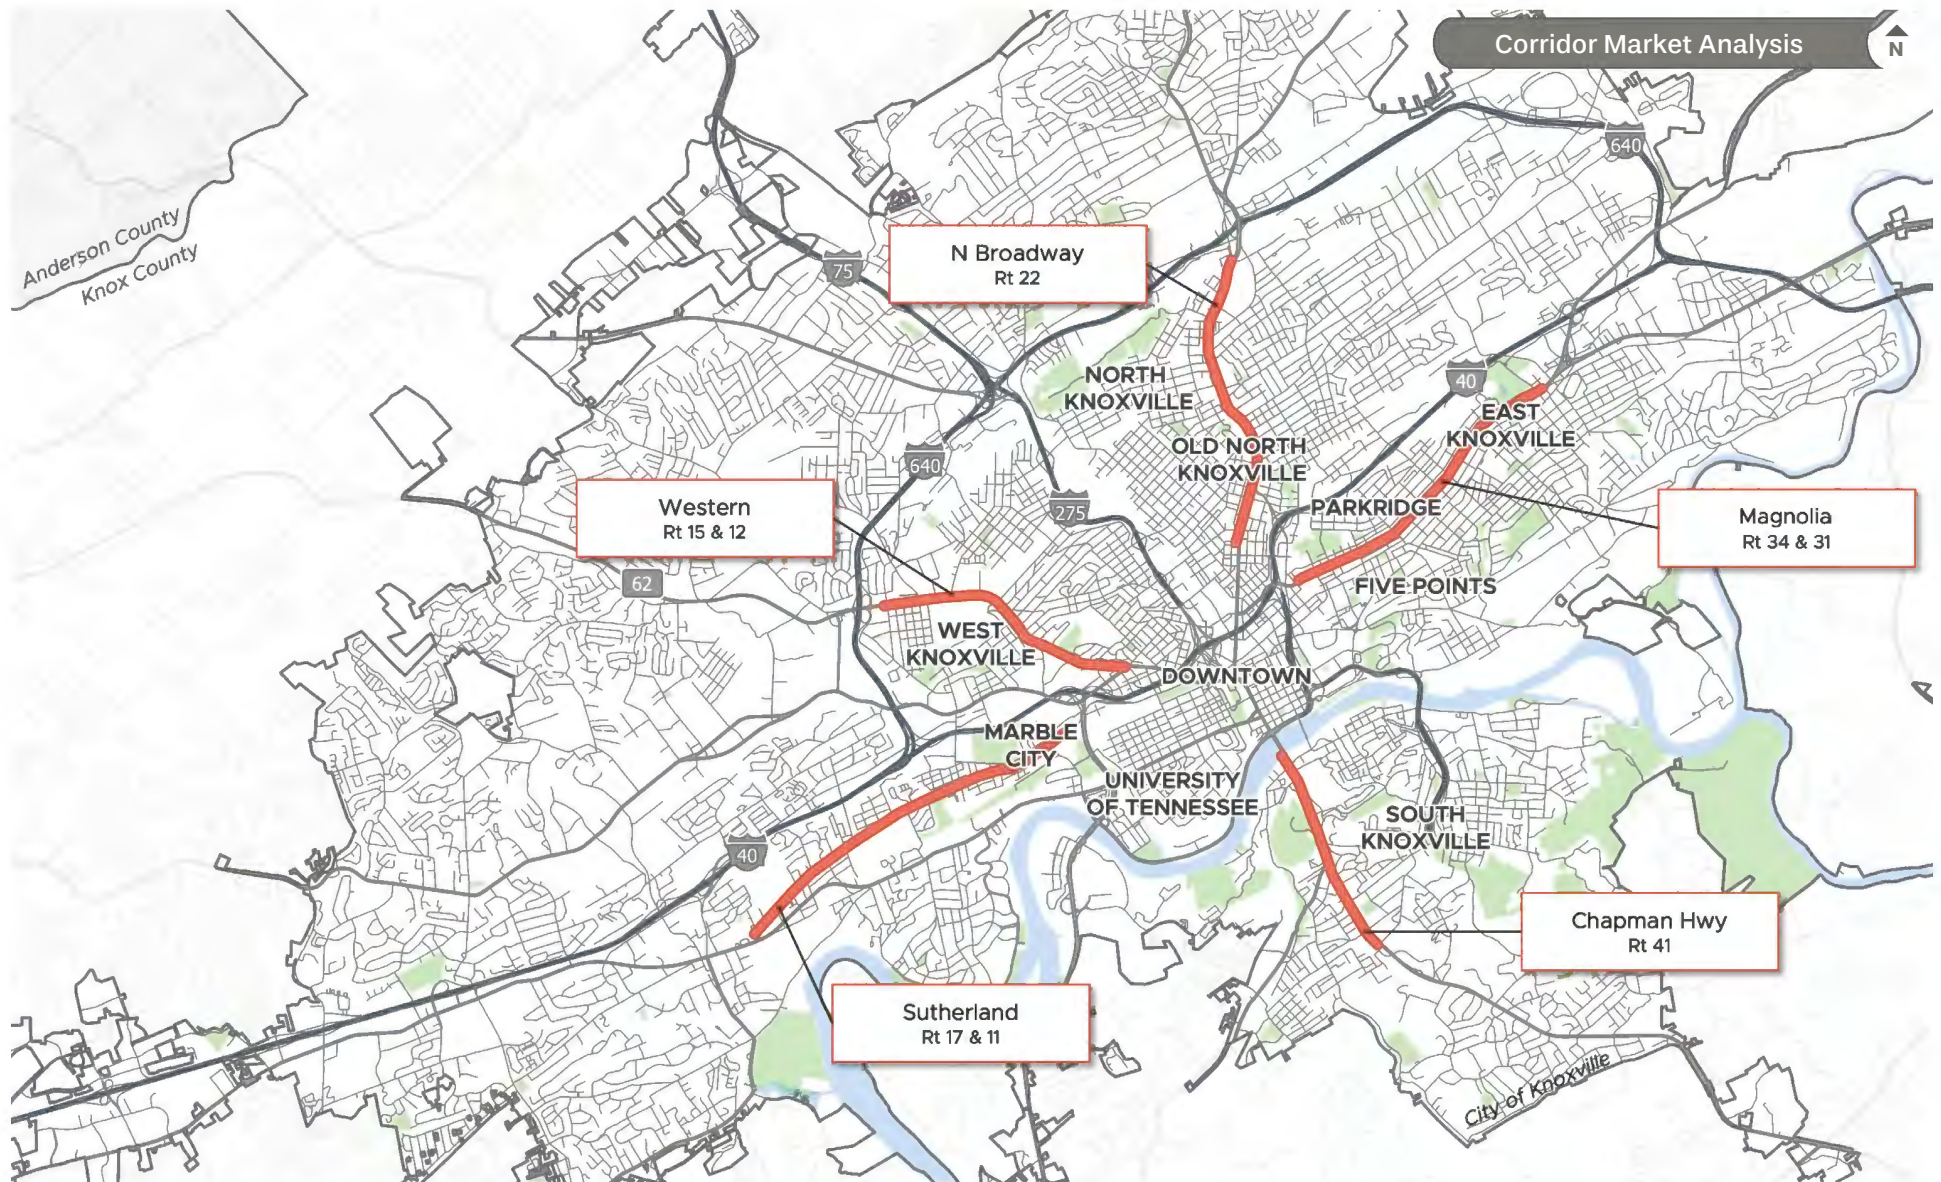 Corridor Market Analysis
N
640
Anderson County
Knox County
75
N Broadway
Rt 22
NORTH
KNOXVILLE
40
EAST
KNOXVILLE
OLD NORTH
KNOXVILLE
640
Western
Rt 15 & 12
275
PARKRIDGE
Magnolia
Rt 34 & 31
62
FIVE POINTS
WEST
KNOXVILLE
DOWNTOWN
MARBLE
CITY
UNIVERSITY
OF TENNESSEE
SOUTH
KNOXVILLE
40
Chapman Hwy
Rt 41
Sutherland
Rt 17 & 11
City of Knoxville